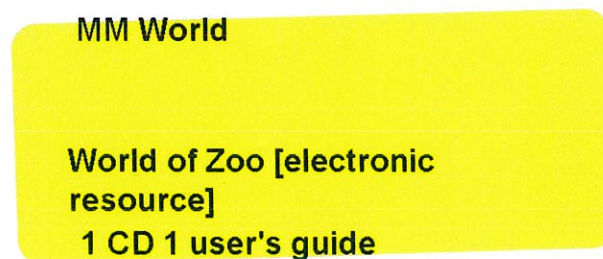 MM World
World of Zoo [electronic
resource]
1 CD 1 user's guide